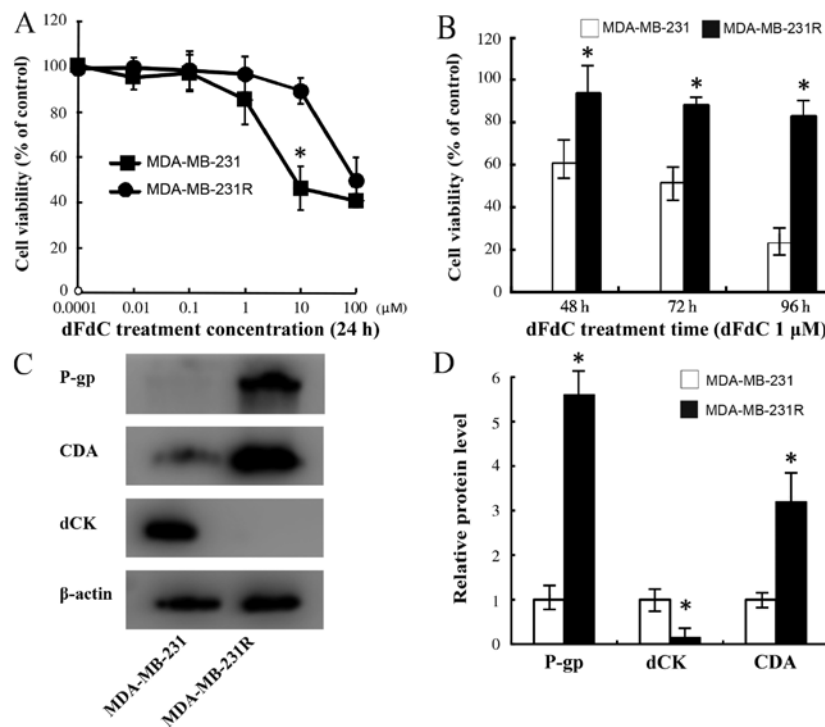 A
120
100
80
60
40
20
0
Cell viability (% of control)
*
MDA-MB-231
MDA-MB-231R
0.0001 0.01 0.1 1 10 100 (μM)
dFdC treatment concentration (24 h)
B
MDA-MB-231 MDA-MB-231R
120
100
80
60
40
20
0
Cell viability (% of control)
* * *
48 h 72 h 96 h
dFdC treatment time (dFdC 1 μM)
C
P-gp
CDA
dCK
β-actin
MDA-MB-231
MDA-MB-231R
D
MDA-MB-231
MDA-MB-231R
6
5
4
3
2
1
0
Relative protein level
* * *
P-gp dCK CDA